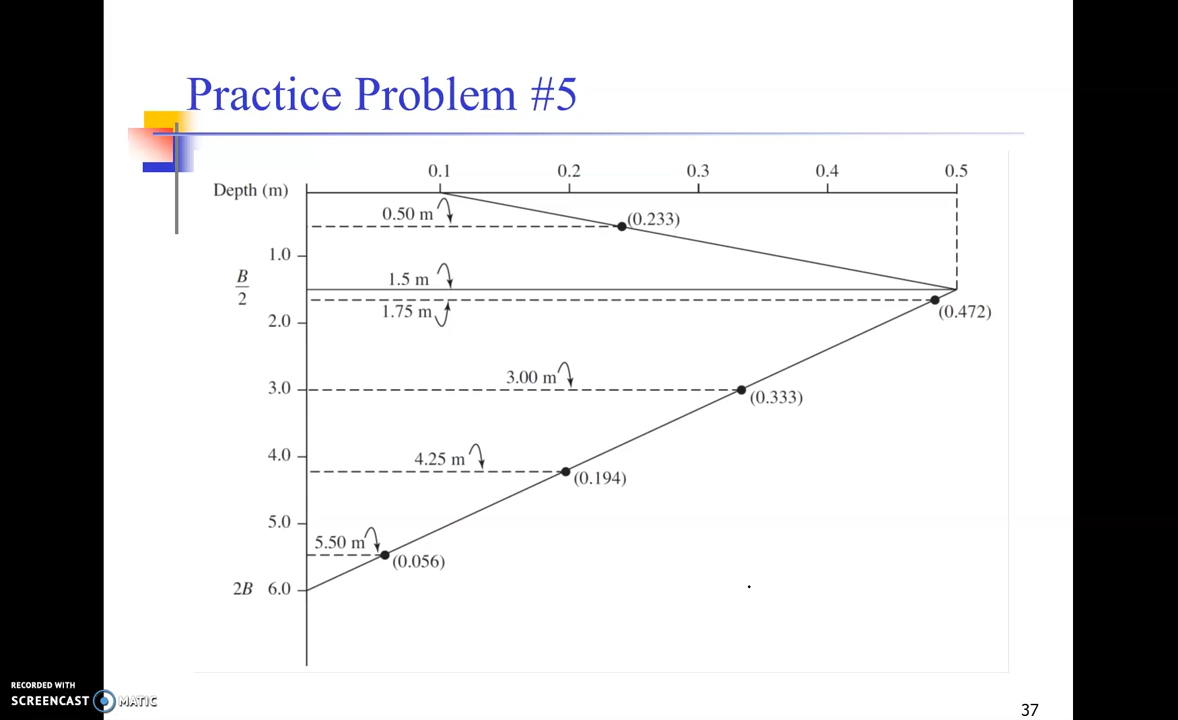 Practice Problem #5
0.1 0.2 0.3 0.4 0.5
Depth (m)
0.50 m (0.233)
1.0
B/2
1.5 m
1.75 m (0.472)
2.0
3.00 m
3.0 (0.333)
4.25 m
4.0 (0.194)
5.0
5.50 m (0.056)
2B 6.0
RECORDED WITH
SCREENCAST MATIC
37